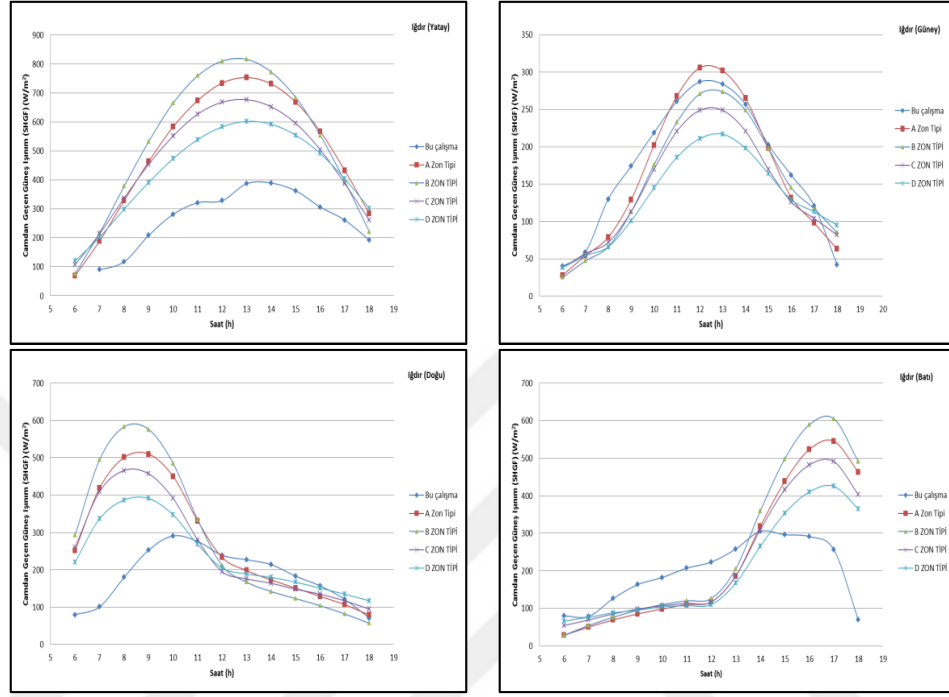 Iğdır (Yatay)
Camdan Geçen Güneş Işınım (SHGF) (W/m²)
900
800
700
600
500
400
300
200
100
0
5 6 7 8 9 10 11 12 13 14 15 16 17 18 19
Saat (h)
Bu çalışma
A Zon Tipi
B ZON TİPİ
C ZON TİPİ
D ZON TİPİ
Iğdır (Güney)
Camdan Geçen Güneş Işınım (SHGF) (W/m²)
350
300
250
200
150
100
50
0
5 6 7 8 9 10 11 12 13 14 15 16 17 18 19 20
Saat (h)
Bu çalışma
A Zon Tipi
B ZON TİPİ
C ZON TİPİ
D ZON TİPİ
Iğdır (Doğu)
Camdan Geçen Güneş Işınım (SHGF) (W/m²)
700
600
500
400
300
200
100
0
5 6 7 8 9 10 11 12 13 14 15 16 17 18 19
Saat (h)
Bu çalışma
A Zon Tipi
B ZON TİPİ
C ZON TİPİ
D ZON TİPİ
Iğdır (Batı)
Camdan Geçen Güneş Işınım (SHGF) (W/m²)
700
600
500
400
300
200
100
0
5 6 7 8 9 10 11 12 13 14 15 16 17 18 19
Saat (h)
Bu çalışma
A Zon Tipi
B ZON TİPİ
C ZON TİPİ
D ZON TİPİ